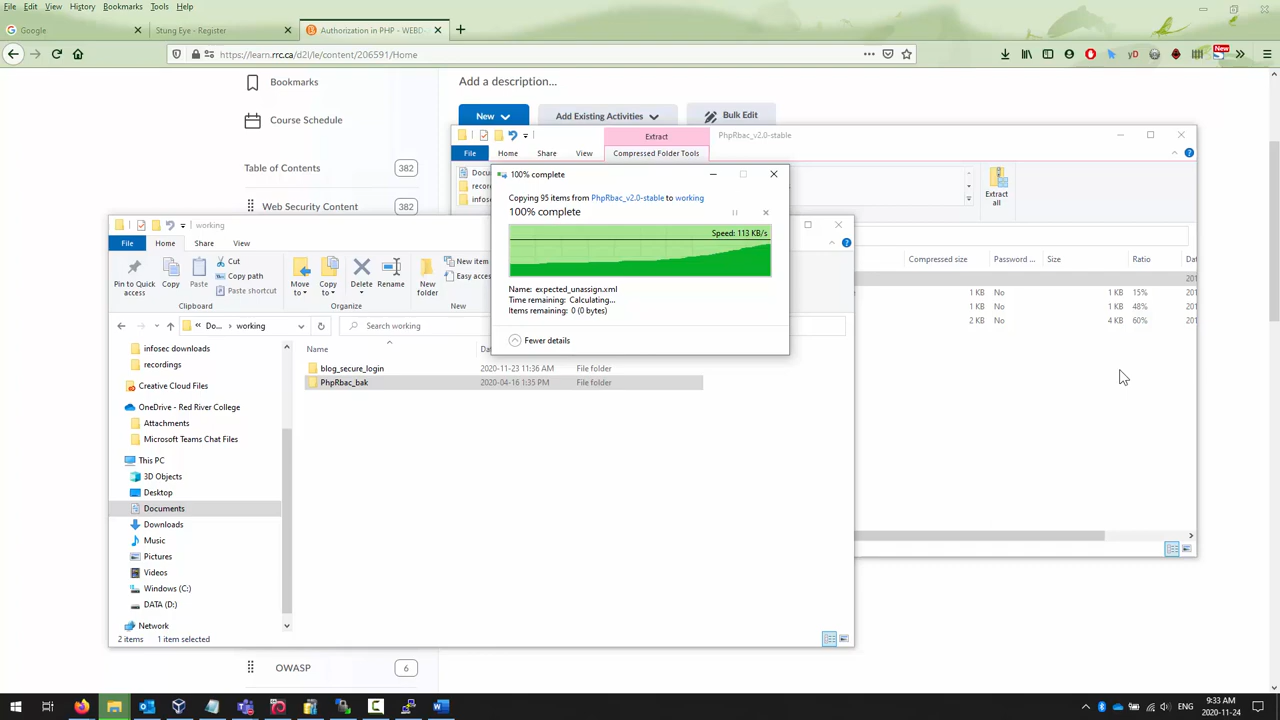 File Edit View History Bookmarks Tools Help
Google
Stung Eye - Register
Authorization in PHP - WEBD-
https://learn.rrc.ca/d2l/le/content/206591/Home
New
Bookmarks
Add a description...
Course Schedule
New
Add Existing Activities
Bulk Edit
Table of Contents
382
Web Security Content
382
Extract
PhpRbac_v2.0-stable
File
Home
Share
View
Compressed Folder Tools
Extract
all
Compressed size
Password ...
Size
Ratio
1 KB
No
1 KB
15%
201
1 KB
No
1 KB
48%
201
2 KB
No
4 KB
60%
201
100% complete
Copying 95 items from PhpRbac_v2.0-stable to working
100% complete
Speed: 113 KB/s
Name: expected_unassign.xml
Time remaining: Calculating...
Items remaining: 0 (0 bytes)
Fewer details
working
File
Home
Share
View
Pin to Quick
access
Copy
Paste
Cut
Copy path
Paste shortcut
Clipboard
Move
to
Copy
to
Delete
Rename
Organize
New
folder
New item
Easy access
New
Do...
working
Search working
Name
blog_secure_login
2020-11-23 11:36 AM
File folder
PhpRbac_bak
2020-04-16 1:35 PM
File folder
infosec downloads
recordings
Creative Cloud Files
OneDrive - Red River College
Attachments
Microsoft Teams Chat Files
This PC
3D Objects
Desktop
Documents
Downloads
Music
Pictures
Videos
Windows (C:)
DATA (D:)
Network
2 items
1 item selected
OWASP
6
ENG
9:33 AM
2020-11-24